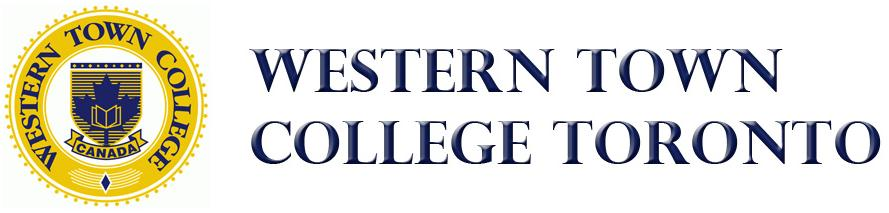 WESTERN TOWN COLLEGE
CANADA
WESTERN TOWN
COLLEGE TORONTO